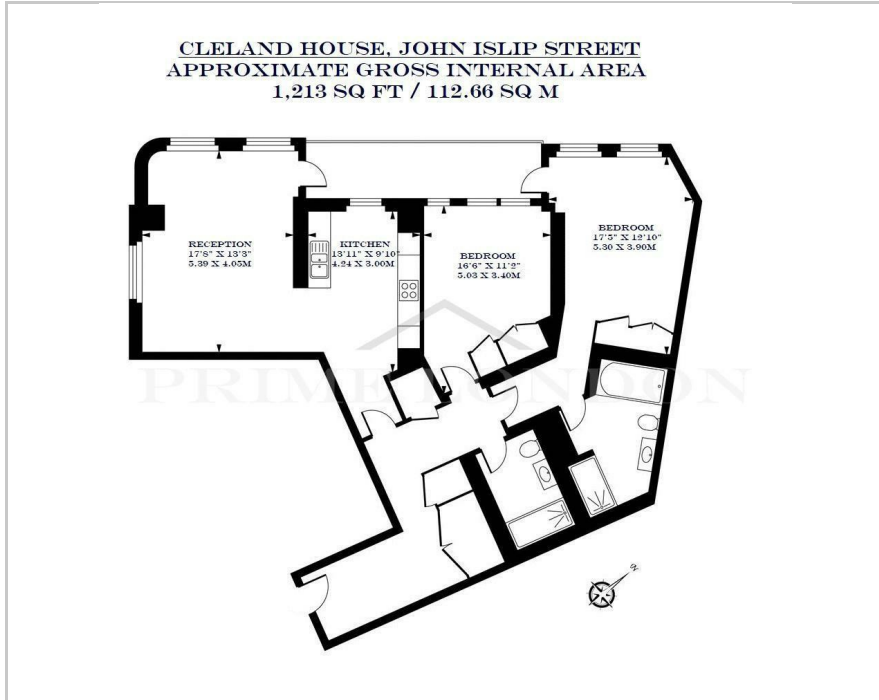 CLELAND HOUSE, JOHN ISLIP STREET
APPROXIMATE GROSS INTERNAL AREA
1,213 SQ FT / 112.66 SQ M
RECEPTION
17'8" X 13'3"
5.39 X 4.05M
KITCHEN
13'11" X 9'10"
4.24 X 3.00M
BEDROOM
16'6" X 11'2"
5.03 X 3.40M
BEDROOM
17'5" X 12'10"
5.30 X 3.90M
PRIME LONDON
N